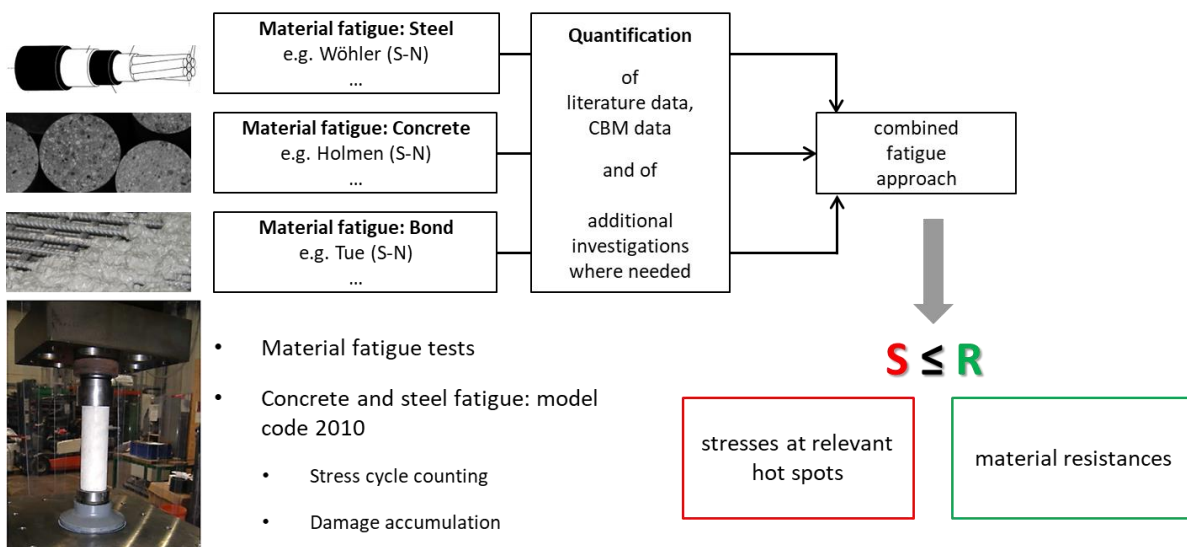 Material fatigue: Steel
e.g. Wöhler (S-N)
...
Material fatigue: Concrete
e.g. Holmen (S-N)
...
Material fatigue: Bond
e.g. Tue (S-N)
...
Quantification
of
literature data,
CBM data
and of
additional
investigations
where needed
combined
fatigue
approach
• Material fatigue tests
• Concrete and steel fatigue: model
code 2010
• Stress cycle counting
• Damage accumulation
S ≤ R
stresses at relevant
hot spots
material resistances